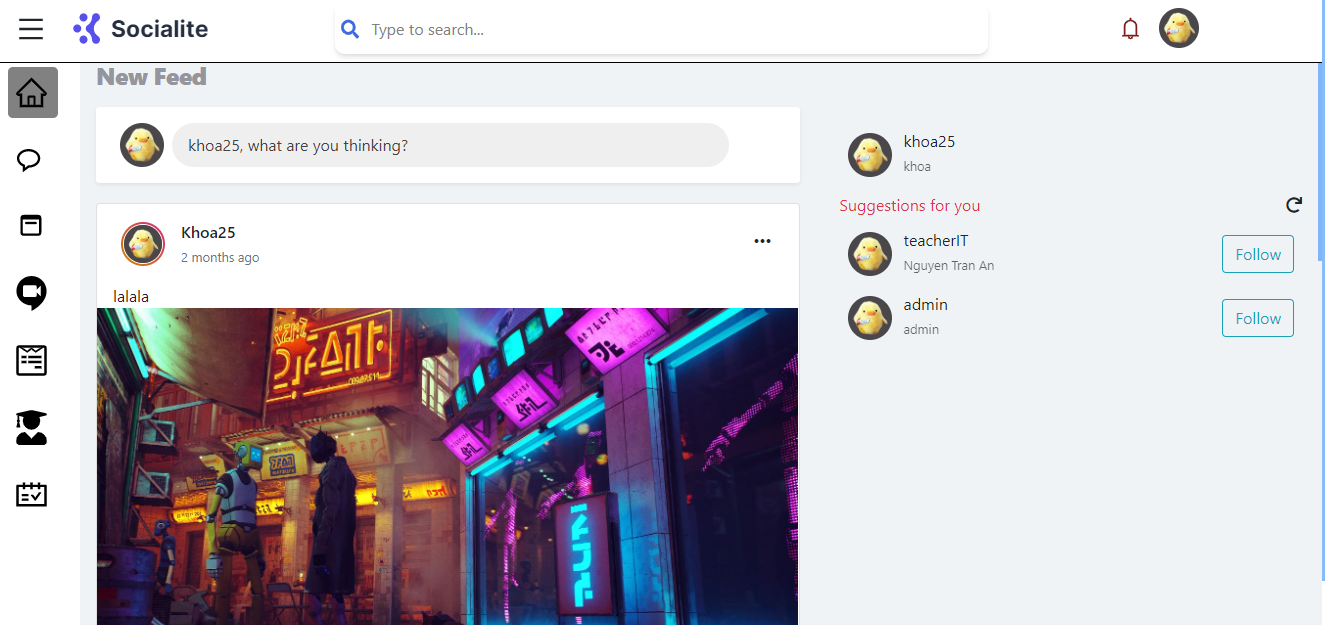 Socialite
Type to search...
New Feed
khoa25, what are you thinking?
Khoa25
2 months ago
lalala
khoa25
khoa
Suggestions for you
teacherIT
Nguyen Tran An
Follow
admin
admin
Follow